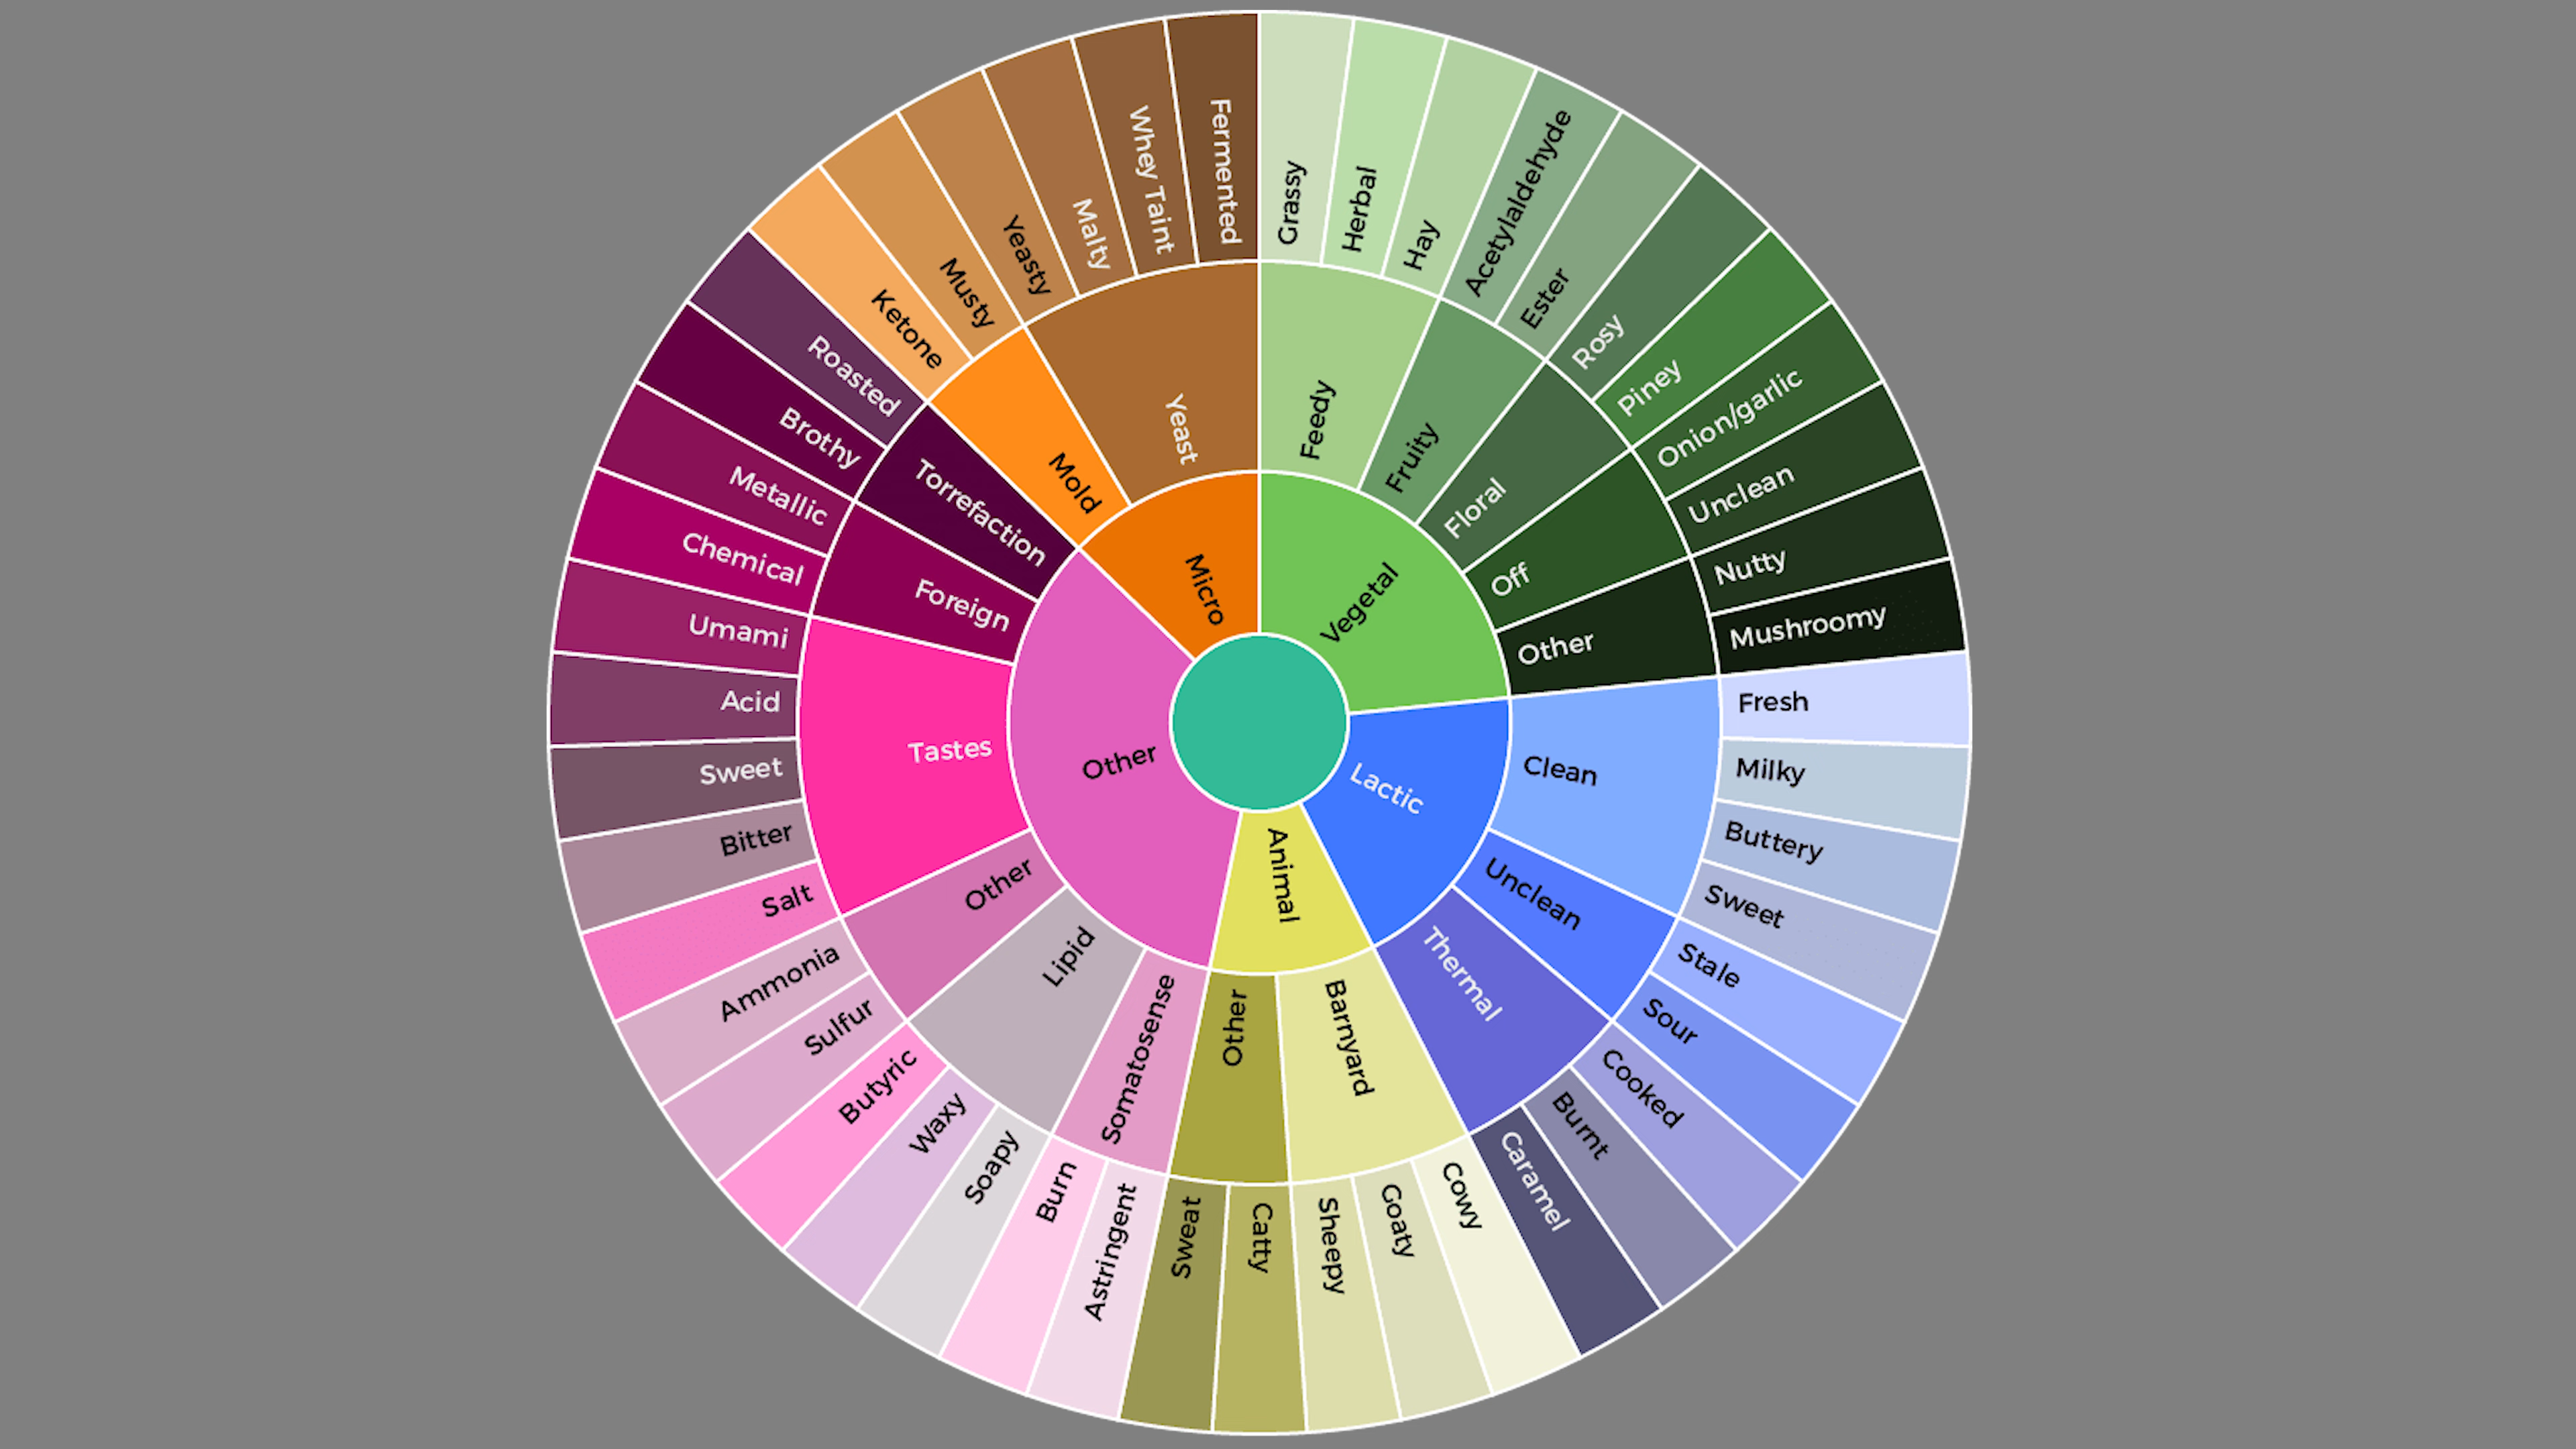 Vegetal
Lactic
Animal
Other
Micro
Feedy
Fruity
Floral
Off
Other
Clean
Unclean
Thermal
Barnyard
Other
Somatosense
Lipid
Other
Tastes
Foreign
Torrefaction
Mold
Yeast
Grassy
Herbal
Hay
Acetylaldehyde
Ester
Rosy
Piney
Onion/garlic
Unclean
Nutty
Mushroomy
Fresh
Milky
Buttery
Sweet
Stale
Sour
Cooked
Burnt
Caramel
Cowy
Goaty
Sheepy
Catty
Sweat
Astringent
Burn
Soapy
Waxy
Butyric
Sulfur
Ammonia
Salt
Bitter
Sweet
Acid
Umami
Chemical
Metallic
Brothy
Roasted
Ketone
Musty
Yeasty
Malty
Whey Taint
Fermented